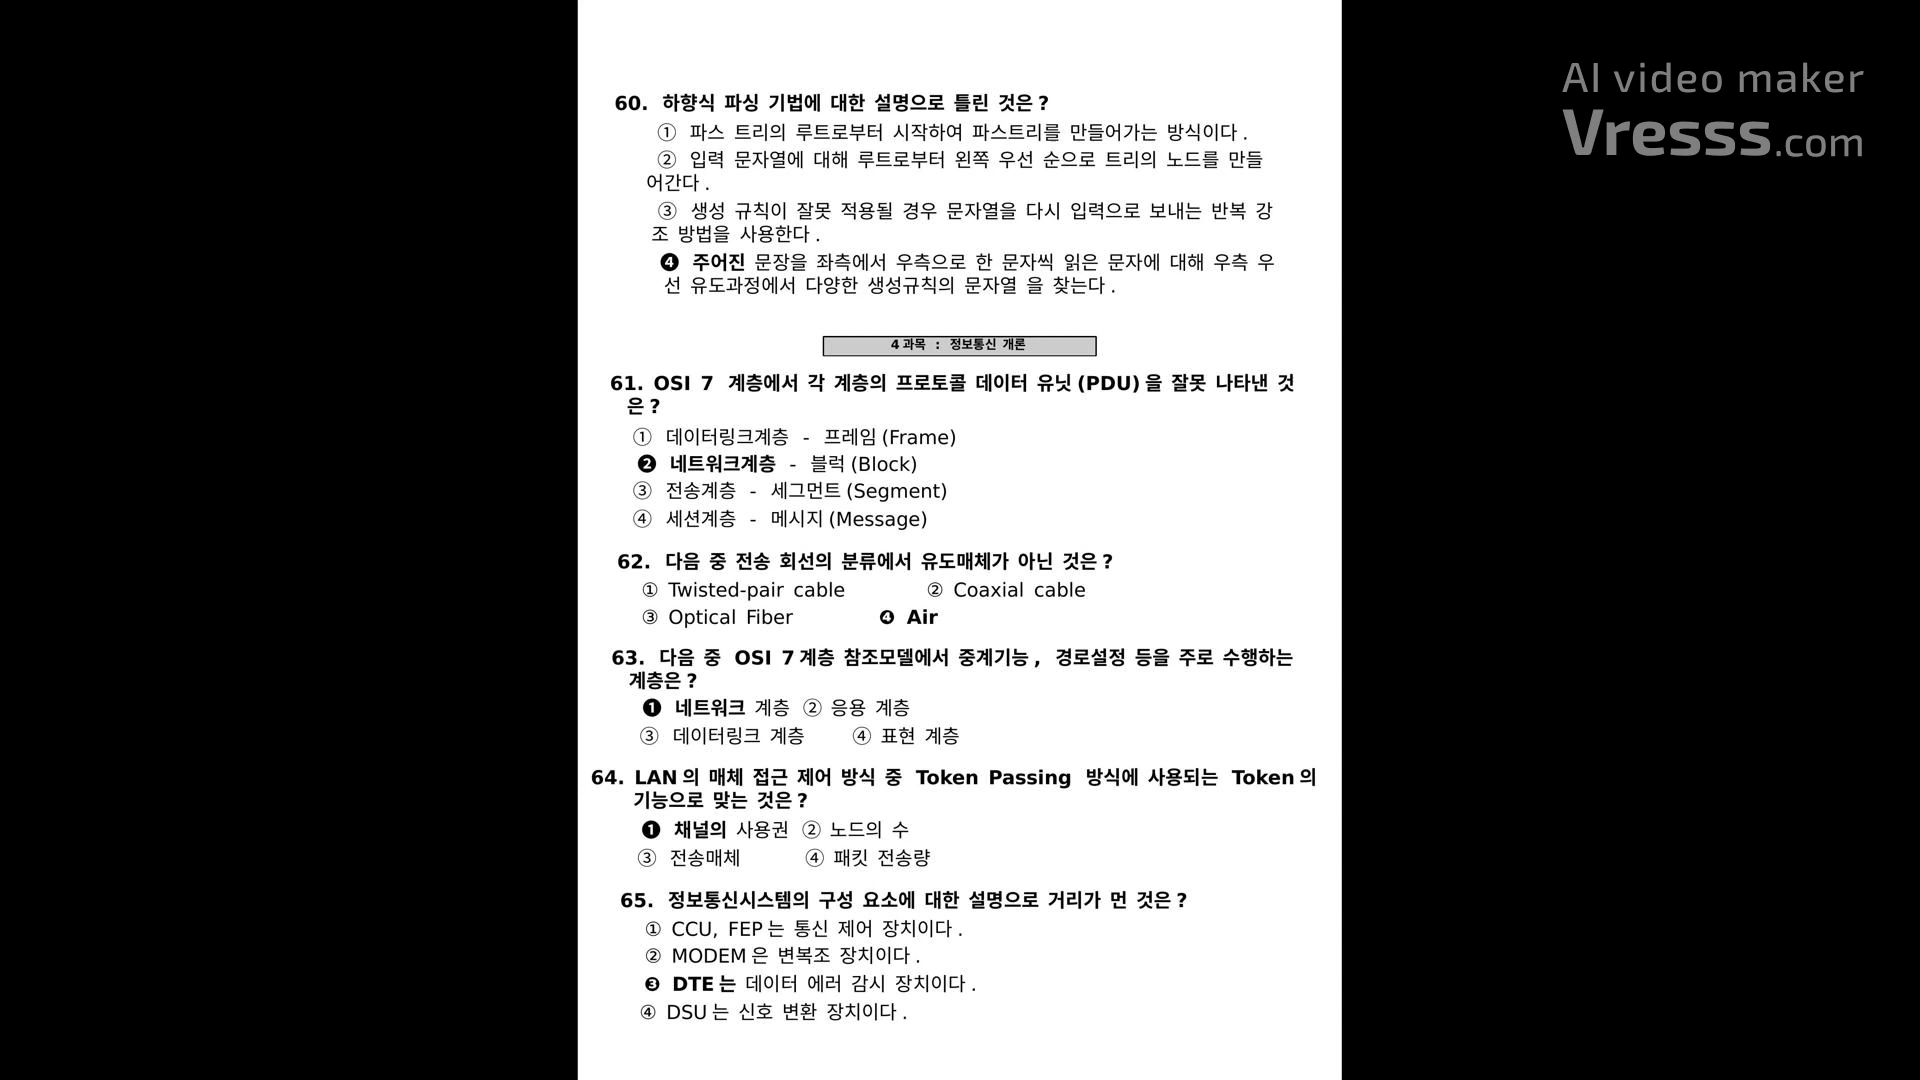 AI video maker
Vresss.com
60. 하향식 파싱 기법에 대한 설명으로 틀린 것은?
① 파스 트리의 루트로부터 시작하여 파스트리를 만들어가는 방식이다.
② 입력 문자열에 대해 루트로부터 왼쪽 우선 순으로 트리의 노드를 만들
어간다.
③ 생성 규칙이 잘못 적용될 경우 문자열을 다시 입력으로 보내는 반복 강
조 방법을 사용한다.
❹ 주어진 문장을 좌측에서 우측으로 한 문자씩 읽은 문자에 대해 우측 우
선 유도과정에서 다양한 생성규칙의 문자열 을 찾는다.
4과목 : 정보통신 개론
61. OSI 7 계층에서 각 계층의 프로토콜 데이터 유닛(PDU)을 잘못 나타낸 것
은?
① 데이터링크계층 - 프레임(Frame)
❷ 네트워크계층 - 블럭(Block)
③ 전송계층 - 세그먼트(Segment)
④ 세션계층 - 메시지(Message)
62. 다음 중 전송 회선의 분류에서 유도매체가 아닌 것은?
① Twisted-pair cable ② Coaxial cable
③ Optical Fiber ❹ Air
63. 다음 중 OSI 7계층 참조모델에서 중계기능, 경로설정 등을 주로 수행하는
계층은?
❶ 네트워크 계층 ② 응용 계층
③ 데이터링크 계층 ④ 표현 계층
64. LAN의 매체 접근 제어 방식 중 Token Passing 방식에 사용되는 Token의
기능으로 맞는 것은?
❶ 채널의 사용권 ② 노드의 수
③ 전송매체 ④ 패킷 전송량
65. 정보통신시스템의 구성 요소에 대한 설명으로 거리가 먼 것은?
① CCU, FEP는 통신 제어 장치이다.
② MODEM은 변복조 장치이다.
❸ DTE는 데이터 에러 감시 장치이다.
④ DSU는 신호 변환 장치이다.